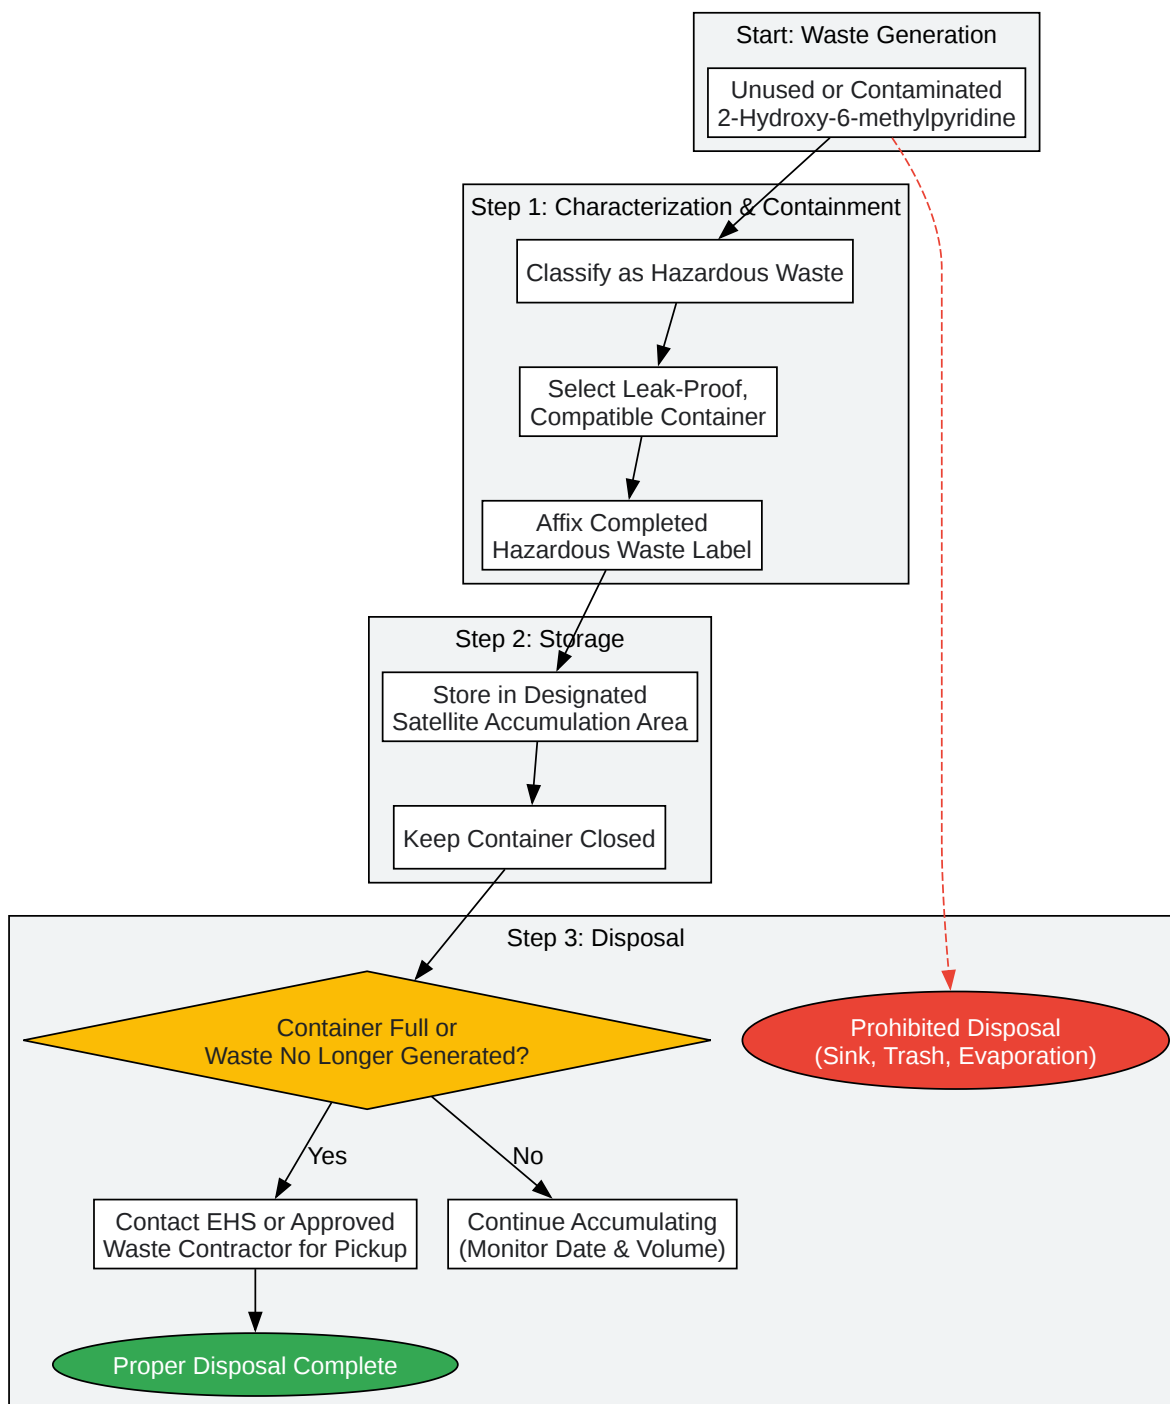 Start: Waste Generation
Unused or Contaminated
2-Hydroxy-6-methylpyridine
Step 1: Characterization & Containment
Classify as Hazardous Waste
Select Leak-Proof,
Compatible Container
Affix Completed
Hazardous Waste Label
Step 2: Storage
Store in Designated
Satellite Accumulation Area
Keep Container Closed
Step 3: Disposal
Container Full or
Waste No Longer Generated?
Prohibited Disposal
(Sink, Trash, Evaporation)
Yes
No
Contact EHS or Approved
Waste Contractor for Pickup
Continue Accumulating
(Monitor Date & Volume)
Proper Disposal Complete